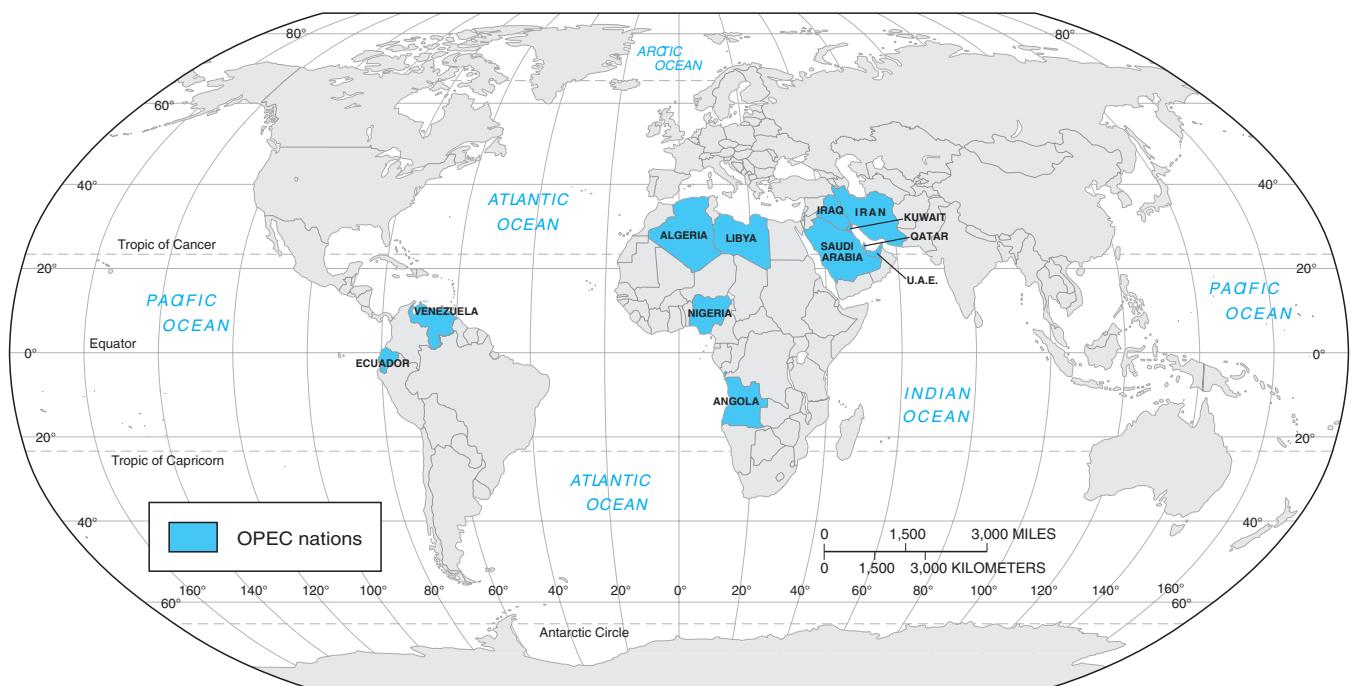 80°
80°
ARCTIC
OCEAN
60°
60°
40°
40°
ATLANTIC
OCEAN
ALGERIA
LIBYA
IRAQ
IRAN
KUWAIT
QATAR
SAUDI
ARABIA
U.A.E.
Tropic of Cancer
20°
20°
PACIFIC
OCEAN
PACIFIC
OCEAN
VENEZUELA
NIGERIA
Equator
0°
0°
ECUADOR
ANGOLA
INDIAN
OCEAN
20°
20°
Tropic of Capricorn
ATLANTIC
OCEAN
40°
40°
OPEC nations
0 1,500 3,000 MILES
0 1,500 3,000 KILOMETERS
160° 140° 120° 100° 80° 60° 40° 20° 0° 20° 40° 60° 80° 100° 120° 140° 160°
60°
60°
Antarctic Circle